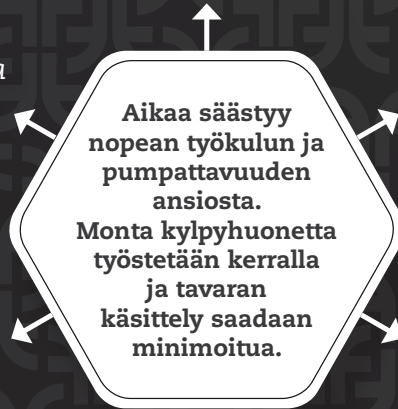 a
Aikaa säästyy
nopean työkulun ja
pumpattavuuden
ansiosta.
Monta kylpyhuonetta
työstetään kerralla
ja tavaran
käsittely saadaan
minimoitua.